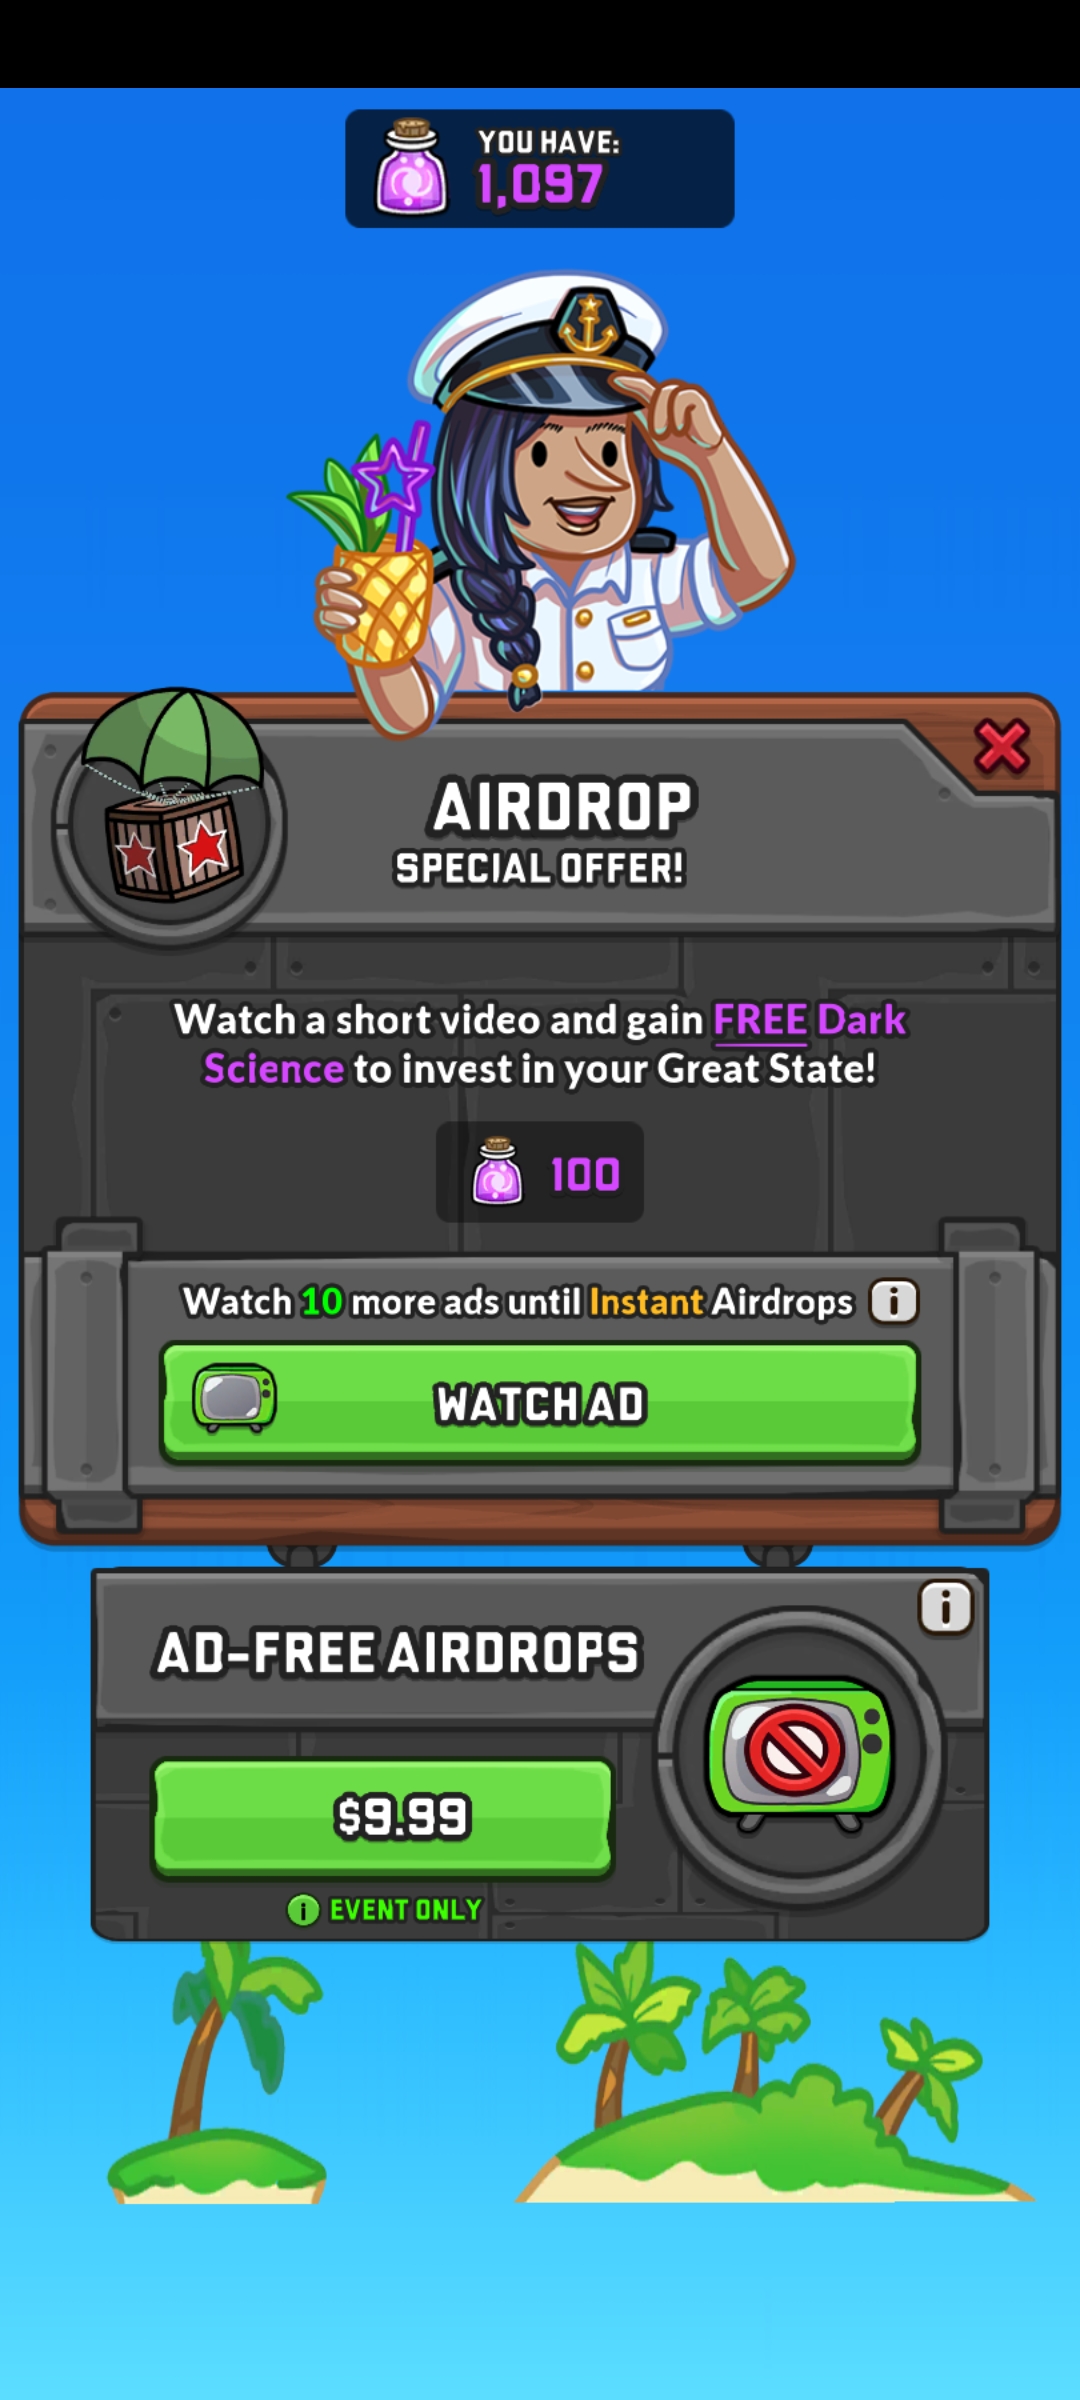 YOU HAVE:
1,097
AIRDROP
SPECIAL OFFER!
Watch a short video and gain FREE Dark
Science to invest in your Great State!
100
Watch 10 more ads until Instant Airdrops i
WATCH AD
i
AD-FREE AIRDROPS
$9.99
i EVENT ONLY